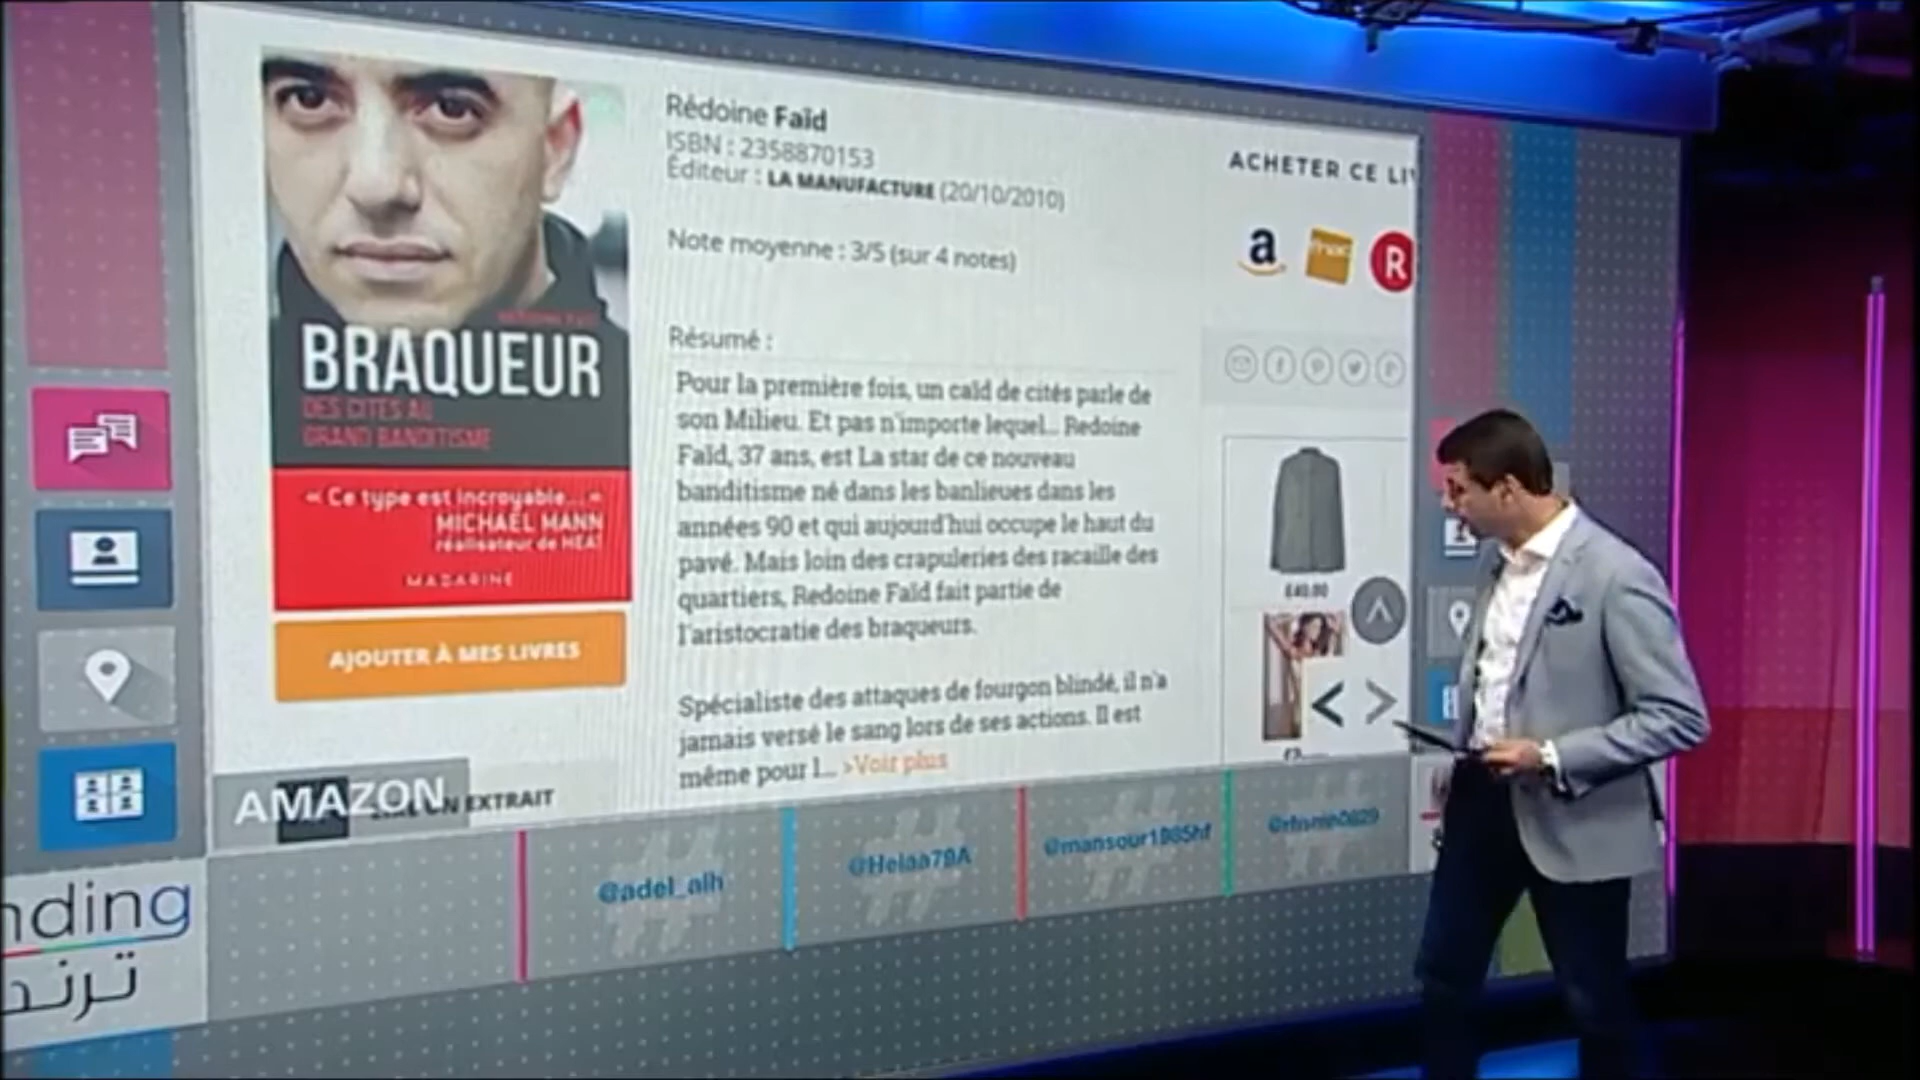 Rédoine Faïd
ISBN : 2358870153
Éditeur : LA MANUFACTURE (20/10/2010)
Note moyenne : 3/5 (sur 4 notes)
Résumé :
Pour la première fois, un caïd de cités parle de
son Milieu. Et pas n'importe lequel... Redoine
Faïd, 37 ans, est La star de ce nouveau
banditisme né dans les banlieues dans les
années 90 et qui aujourd'hui occupe le haut du
pavé. Mais loin des crapuleries des racaille des
quartiers, Redoine Faïd fait partie de
l'aristocratie des braqueurs.
Spécialiste des attaques de fourgon blindé, il n'a
jamais versé le sang lors de ses actions. Il est
même pour l... >Voir plus
ACHETER CE LIV
a
fnac
R
£40.00
BRAQUEUR
DES CITÉS AU
GRAND BANDITISME
« Ce type est incroyable... »
MICHAEL MANN
réalisateur de HEAT
MAZARINE
AJOUTER À MES LIVRES
AMAZON
UN EXTRAIT
@adel_alh
@Helaa79A
@mansour1985hf
nding
ترند